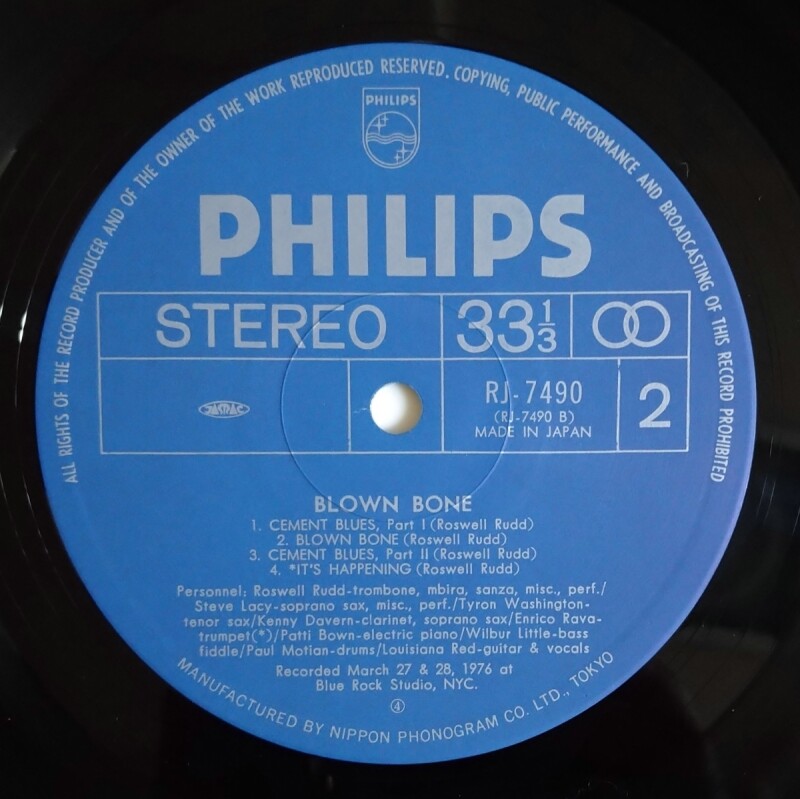 ALL RIGHTS OF THE RECORD PRODUCER AND OF THE OWNER OF THE WORK REPRODUCED RESERVED. COPYING, PUBLIC PERFORMANCE AND BROADCASTING OF THIS RECORD PROHIBITED
PHILIPS
PHILIPS
STEREO 33 1/3
JASRAC
RJ-7490
(RJ-7490 B)
MADE IN JAPAN
2
BLOWN BONE
1. CEMENT BLUES, Part I (Roswell Rudd)
2. BLOWN BONE (Roswell Rudd)
3. CEMENT BLUES, Part II (Roswell Rudd)
4. *IT'S HAPPENING (Roswell Rudd)
Personnel: Roswell Rudd-trombone, mbira, sanza, misc., perf./
Steve Lacy-soprano sax, misc., perf./Tyron Washington-
tenor sax/Kenny Davern-clarinet, soprano sax/Enrico Rava-
trumpet(*)/Patti Bown-electric piano/Wilbur Little-bass
fiddle/Paul Motian-drums/Louisiana Red-guitar & vocals
Recorded March 27 & 28, 1976 at
Blue Rock Studio, NYC.
④
MANUFACTURED BY NIPPON PHONOGRAM CO. LTD., TOKYO